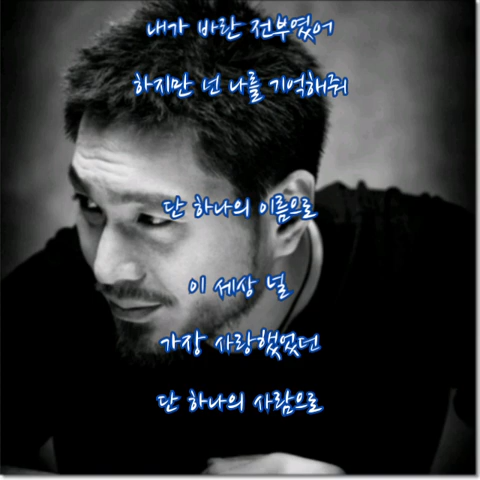 내가 바란 전부였어
하지만 넌 나를 기억해줘
단 하나의 이름으로
이 세상 널
가장 사랑했었던
단 하나의 사람으로